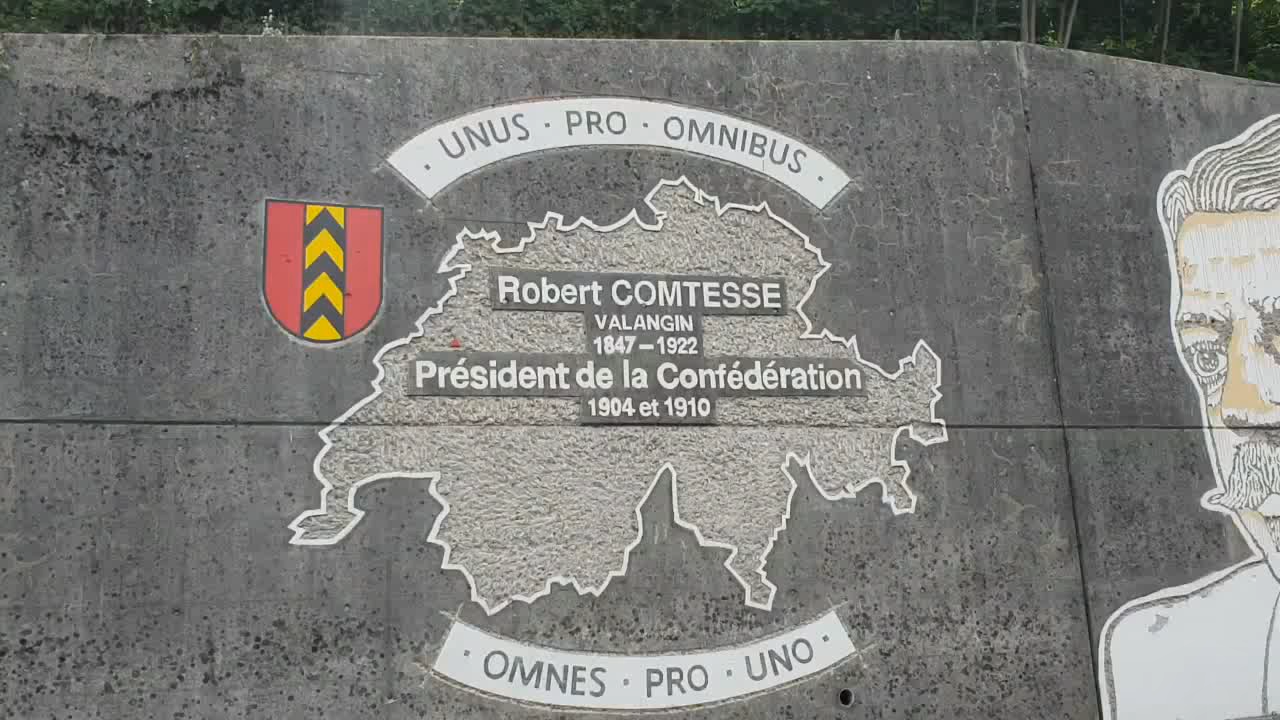 · UNUS · PRO · OMNIBUS ·
Robert COMTESSE
VALANGIN
1847 – 1922
Président de la Confédération
1904 et 1910
· OMNES · PRO · UNO ·